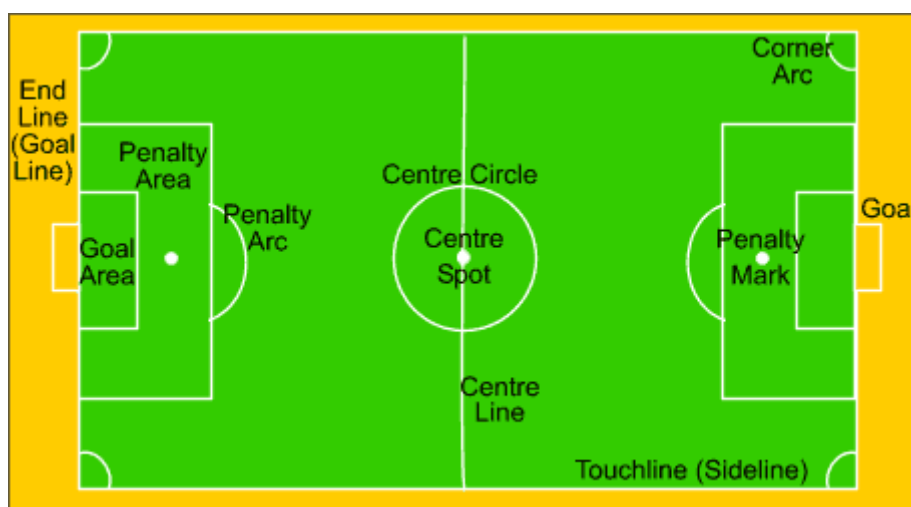 Corner
Arc
End
Line
(Goal
Line)
Penalty
Area
Centre Circle
Penalty
Arc
Goa
Goal
Area
Centre
Spot
Penalty
Mark
Centre
Line
Touchline (Sideline)